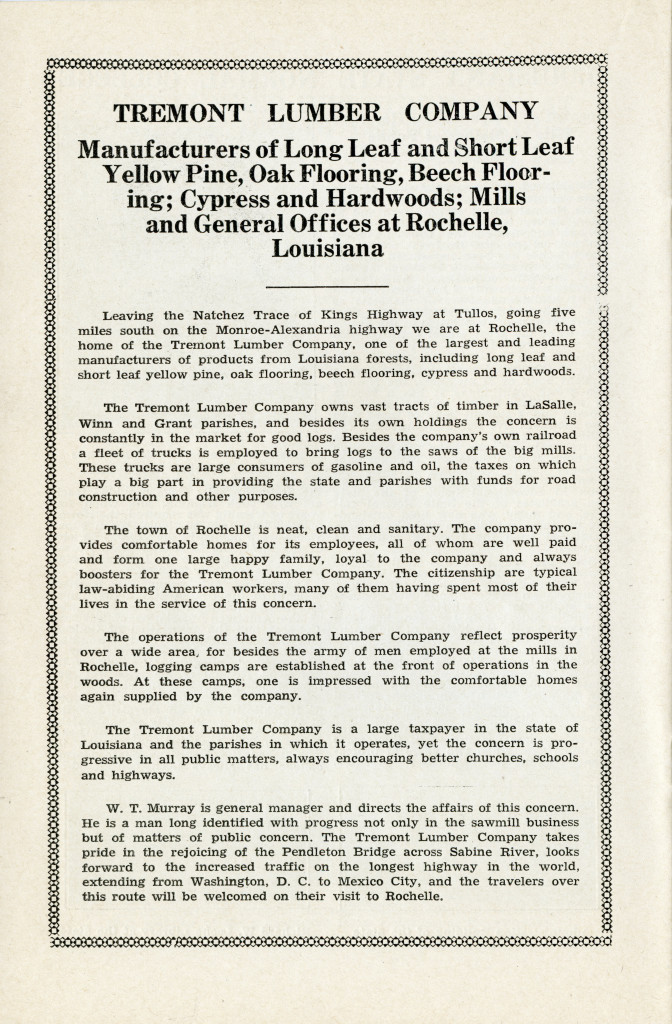 TREMONT LUMBER COMPANY
Manufacturers of Long Leaf and Short Leaf
Yellow Pine, Oak Flooring, Beech Floor-
ing; Cypress and Hardwoods; Mills
and General Offices at Rochelle,
Louisiana
Leaving the Natchez Trace of Kings Highway at Tullos, going five
miles south on the Monroe-Alexandria highway we are at Rochelle, the
home of the Tremont Lumber Company, one of the largest and leading
manufacturers of products from Louisiana forests, including long leaf and
short leaf yellow pine, oak flooring, beech flooring, cypress and hardwoods.
The Tremont Lumber Company owns vast tracts of timber in LaSalle,
Winn and Grant parishes, and besides its own holdings the concern is
constantly in the market for good logs. Besides the company's own railroad
a fleet of trucks is employed to bring logs to the saws of the big mills.
These trucks are large consumers of gasoline and oil, the taxes on which
play a big part in providing the state and parishes with funds for road
construction and other purposes.
The town of Rochelle is neat, clean and sanitary. The company pro-
vides comfortable homes for its employees, all of whom are well paid
and form one large happy family, loyal to the company and always
boosters for the Tremont Lumber Company. The citizenship are typical
law-abiding American workers, many of them having spent most of their
lives in the service of this concern.
The operations of the Tremont Lumber Company reflect prosperity
over a wide area, for besides the army of men employed at the mills in
Rochelle, logging camps are established at the front of operations in the
woods. At these camps, one is impressed with the comfortable homes
again supplied by the company.
The Tremont Lumber Company is a large taxpayer in the state of
Louisiana and the parishes in which it operates, yet the concern is pro-
gressive in all public matters, always encouraging better churches, schools
and highways.
W. T. Murray is general manager and directs the affairs of this concern.
He is a man long identified with progress not only in the sawmill business
but of matters of public concern. The Tremont Lumber Company takes
pride in the rejoicing of the Pendleton Bridge across Sabine River, looks
forward to the increased traffic on the longest highway in the world,
extending from Washington, D. C. to Mexico City, and the travelers over
this route will be welcomed on their visit to Rochelle.